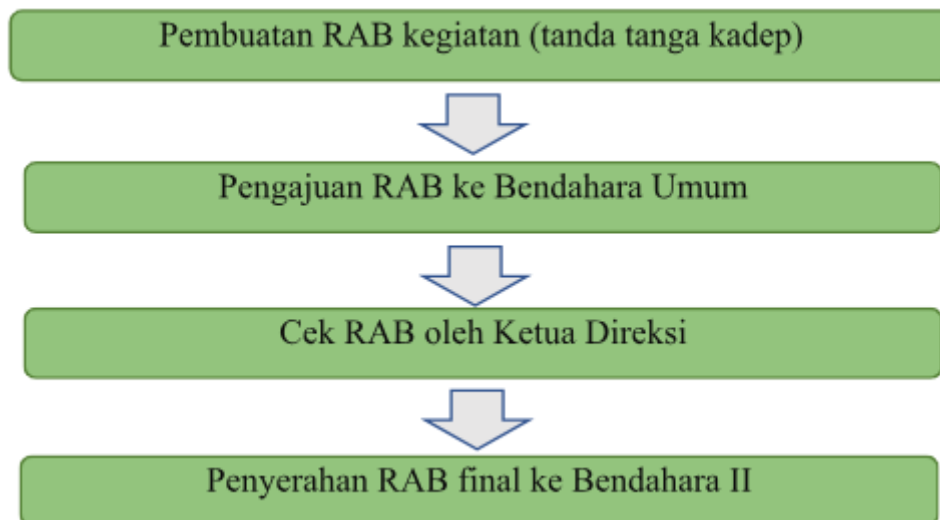 Pembuatan RAB kegiatan (tanda tanga kadep)
Pengajuan RAB ke Bendahara Umum
Cek RAB oleh Ketua Direksi
Penyerahan RAB final ke Bendahara II